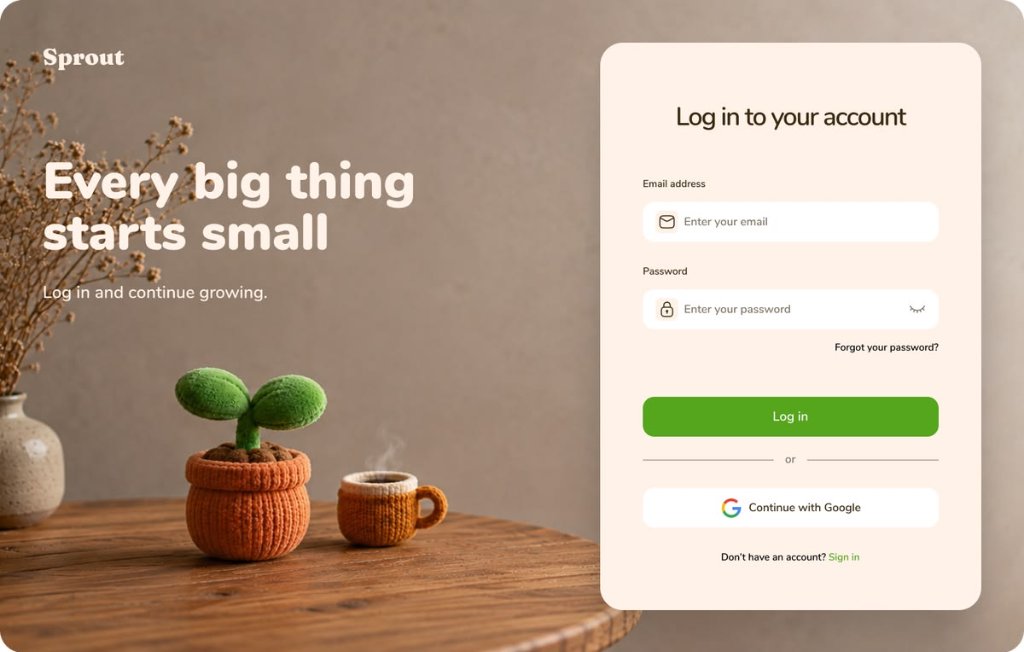 Sprout
Every big thing
starts small
Log in and continue growing.
Log in to your account
Email address
Enter your email
Password
Enter your password
Forgot your password?
Log in
or
Continue with Google
Don't have an account? Sign in